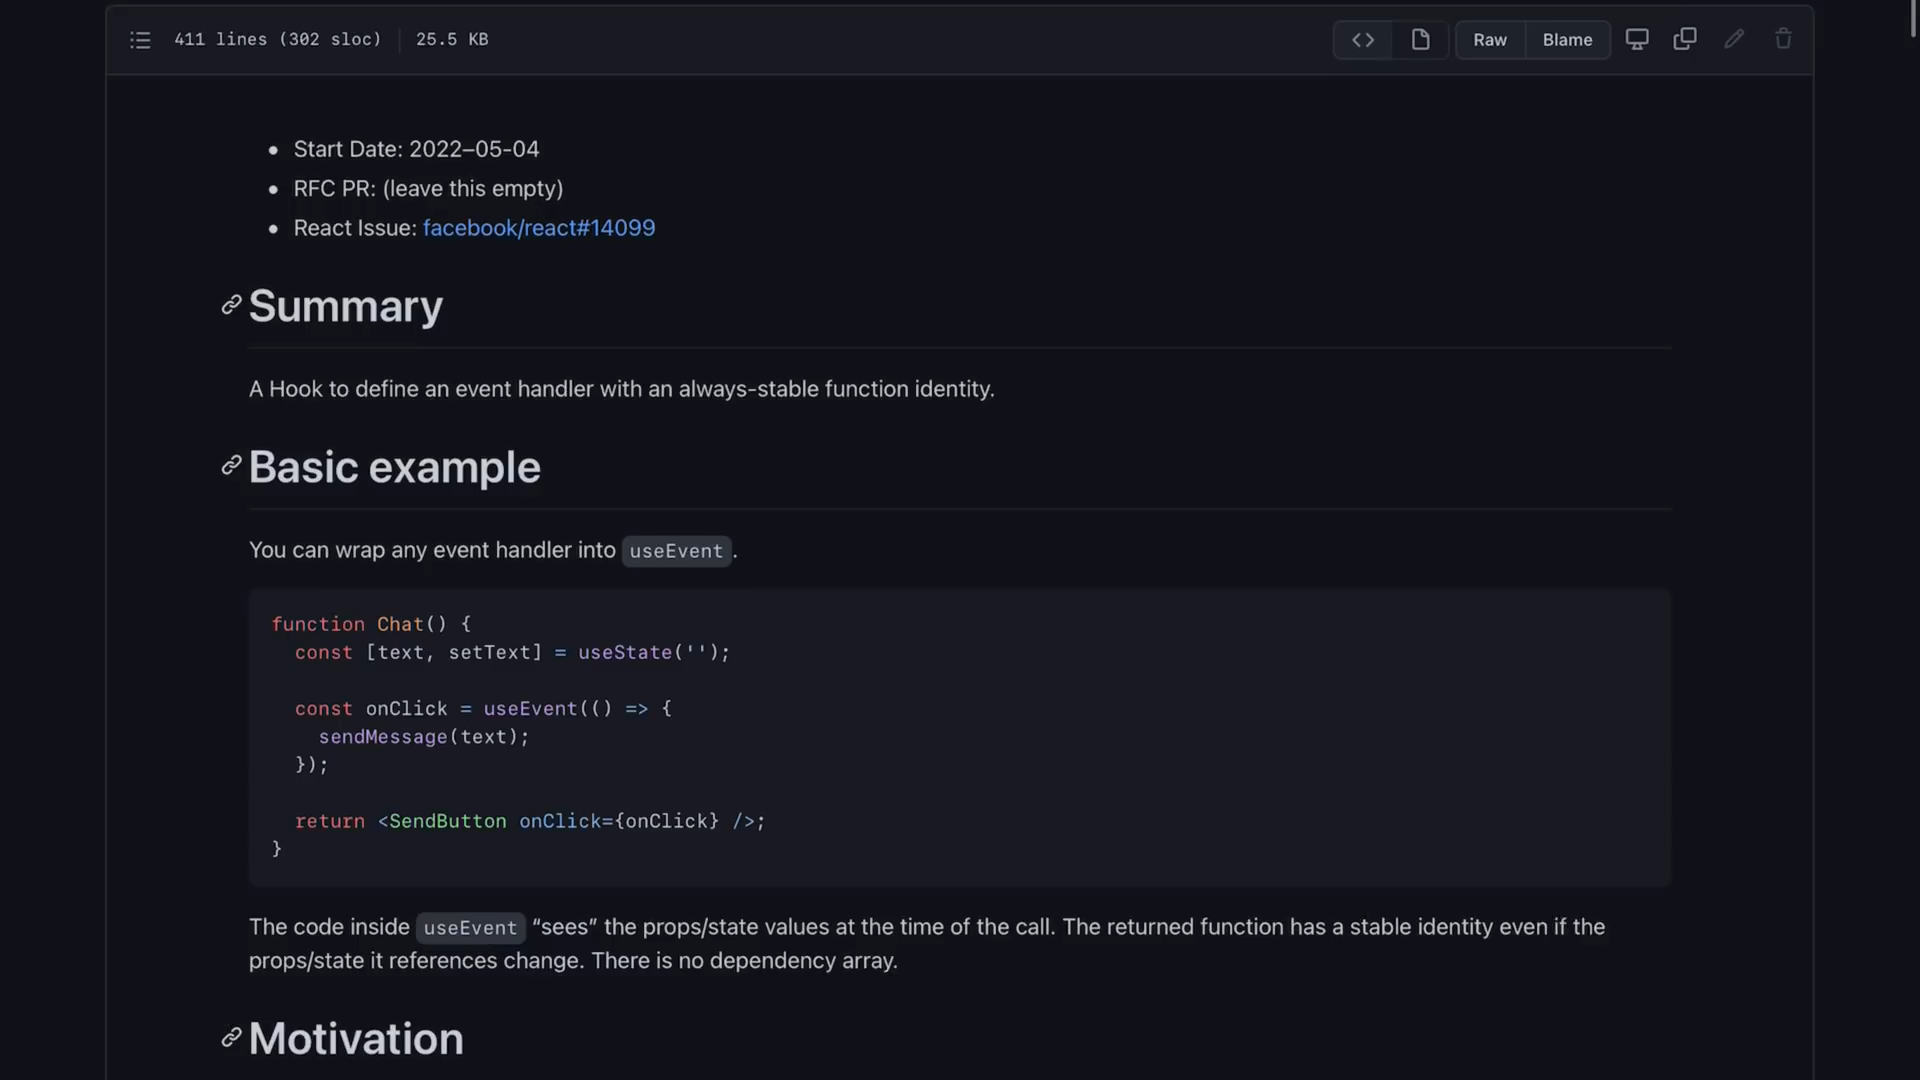 411 lines (302 sloc) 25.5 KB Raw Blame
Start Date: 2022–05-04
RFC PR: (leave this empty)
React Issue: facebook/react#14099
Summary
A Hook to define an event handler with an always-stable function identity.
Basic example
You can wrap any event handler into useEvent.
function Chat() {
  const [text, setText] = useState('');
  const onClick = useEvent(() => {
    sendMessage(text);
  });
  return <SendButton onClick={onClick} />;
}
The code inside useEvent “sees” the props/state values at the time of the call. The returned function has a stable identity even if the
props/state it references change. There is no dependency array.
Motivation